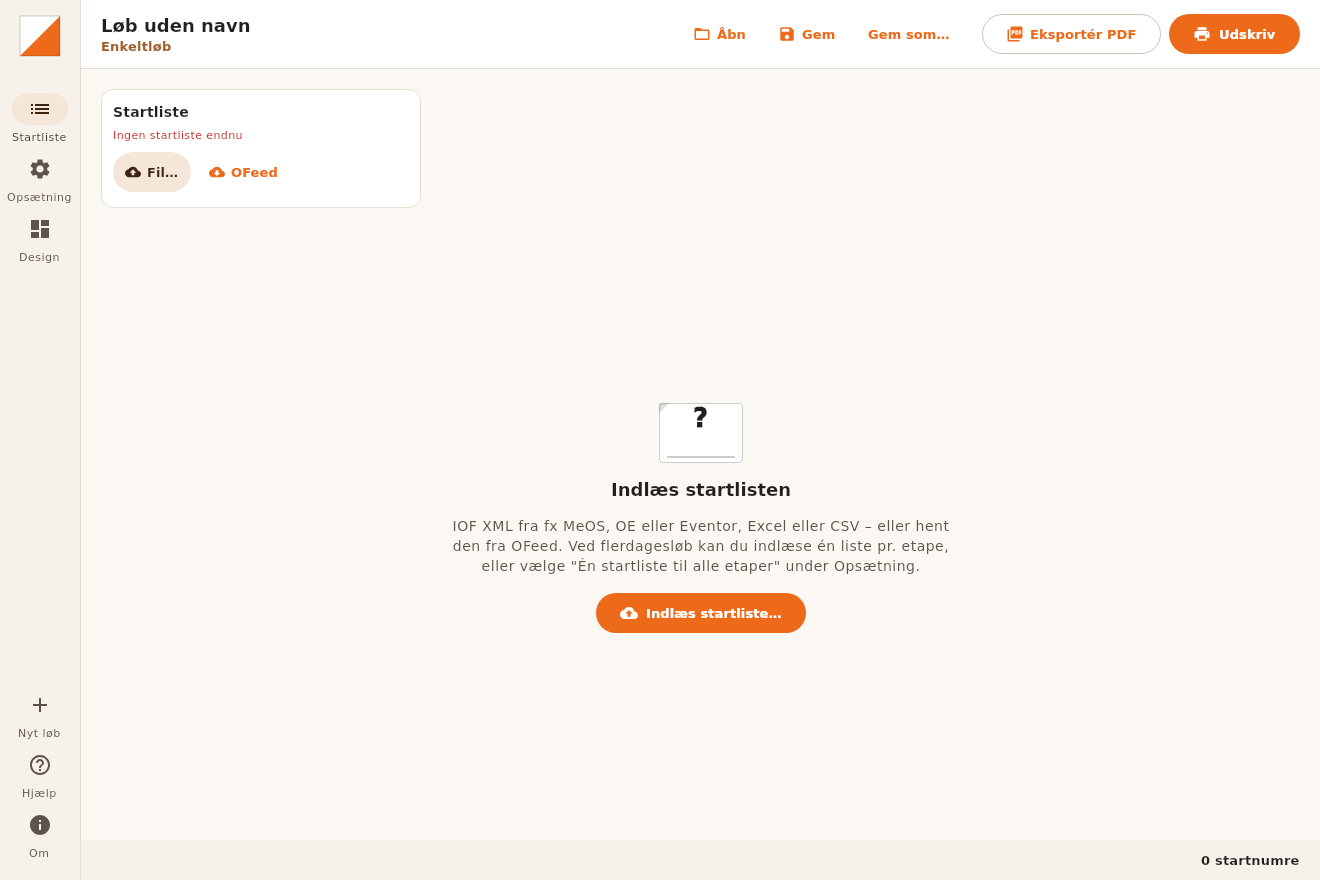 Løb uden navn
Enkeltløb
Åbn
Gem
Gem som...
Eksportér PDF
Udskriv
Startliste
Opsætning
Design
Startliste
Ingen startliste endnu
Fil...
OFeed
?
Indlæs startlisten
IOF XML fra fx MeOS, OE eller Eventor, Excel eller CSV – eller hent
den fra OFeed. Ved flerdagesløb kan du indlæse én liste pr. etape,
eller vælge "Én startliste til alle etaper" under Opsætning.
Indlæs startliste...
Nyt løb
Hjælp
Om
0 startnumre